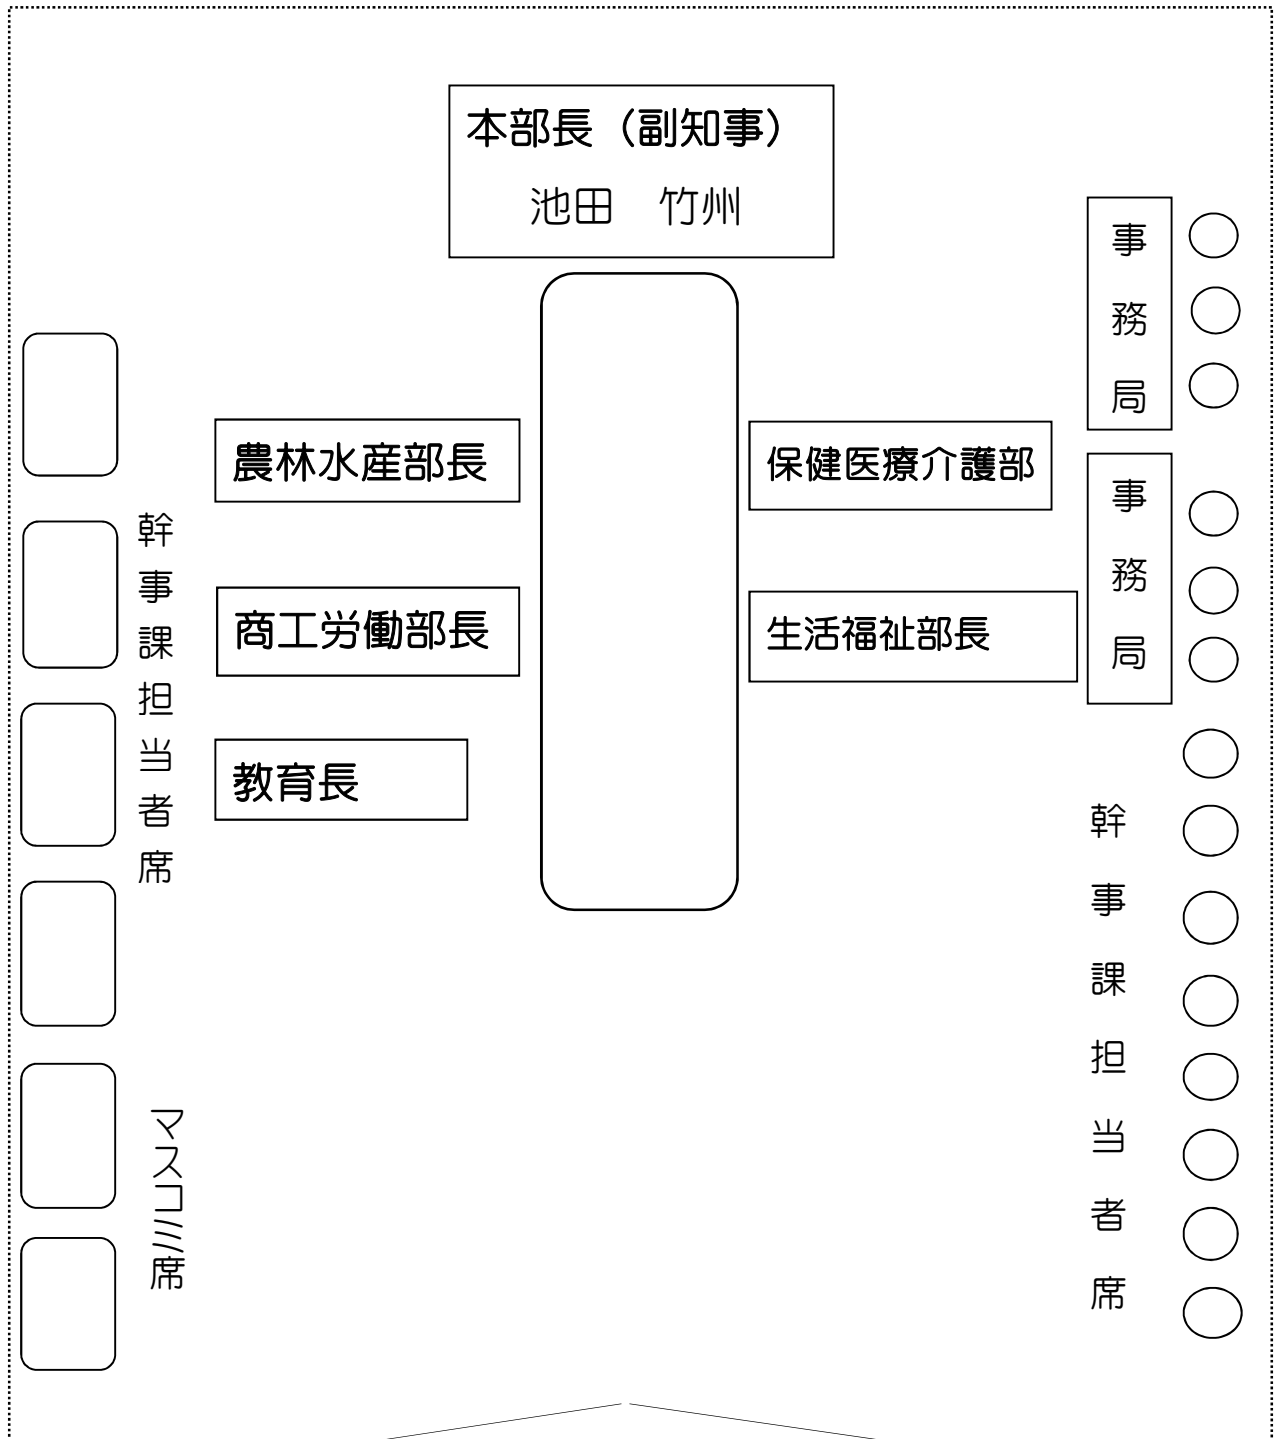 本部長（副知事）
池田　竹州
事務局
農林水産部長
保健医療介護部
事務局
幹事課担当者席
商工労働部長
生活福祉部長
教育長
幹事課担当者席
マスコミ席